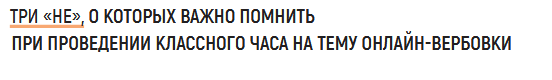 ТРИ «НЕ», О КОТОРЫХ ВАЖНО ПОМНИТЬ
ПРИ ПРОВЕДЕНИИ КЛАССНОГО ЧАСА НА ТЕМУ ОНЛАЙН-ВЕРБОВКИ